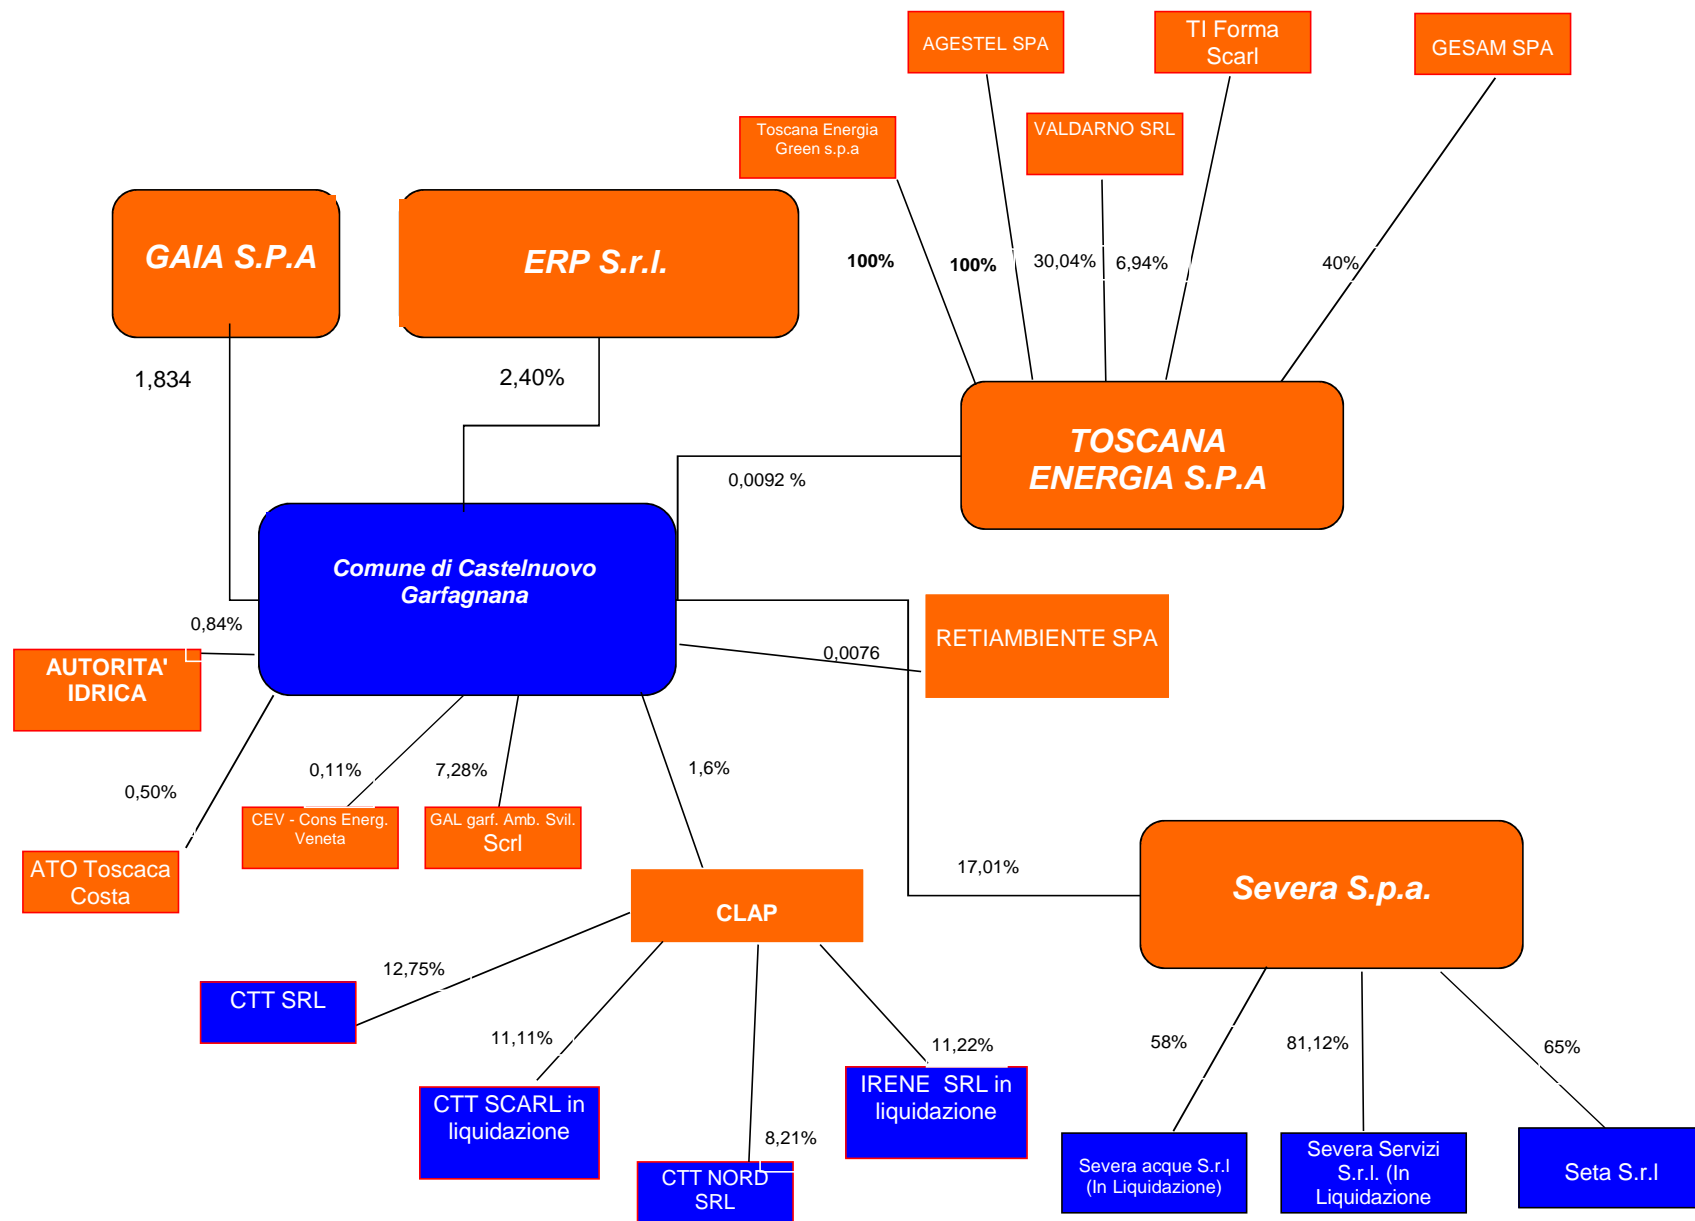 AGESTEL SPA
TI Forma
Scarl
GESAM SPA
Toscana Energia
Green s.p.a
VALDARNO SRL
GAIA S.P.A
ERP S.r.l.
100%
100%
30,04%
6,94%
40%
1,834
2,40%
TOSCANA
ENERGIA S.P.A
0,0092 %
Comune di Castelnuovo
Garfagnana
0,84%
RETIAMBIENTE SPA
0,0076
AUTORITA'
IDRICA
0,50%
0,11%
7,28%
1,6%
CEV - Cons Energ.
Veneta
GAL garf. Amb. Svil.
Scrl
ATO Toscaca
Costa
17,01%
Severa S.p.a.
CLAP
12,75%
CTT SRL
11,11%
11,22%
58%
81,12%
65%
CTT SCARL in
liquidazione
IRENE  SRL in
liquidazione
8,21%
CTT NORD
SRL
Severa acque S.r.l
(In Liquidazione)
Severa Servizi
S.r.l. (In
Liquidazione
Seta S.r.l